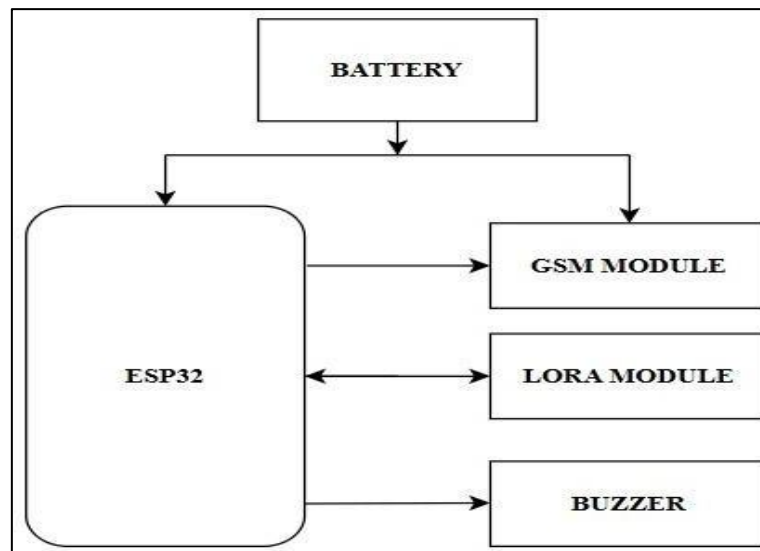 BATTERY
GSM MODULE
ESP32
LORA MODULE
BUZZER